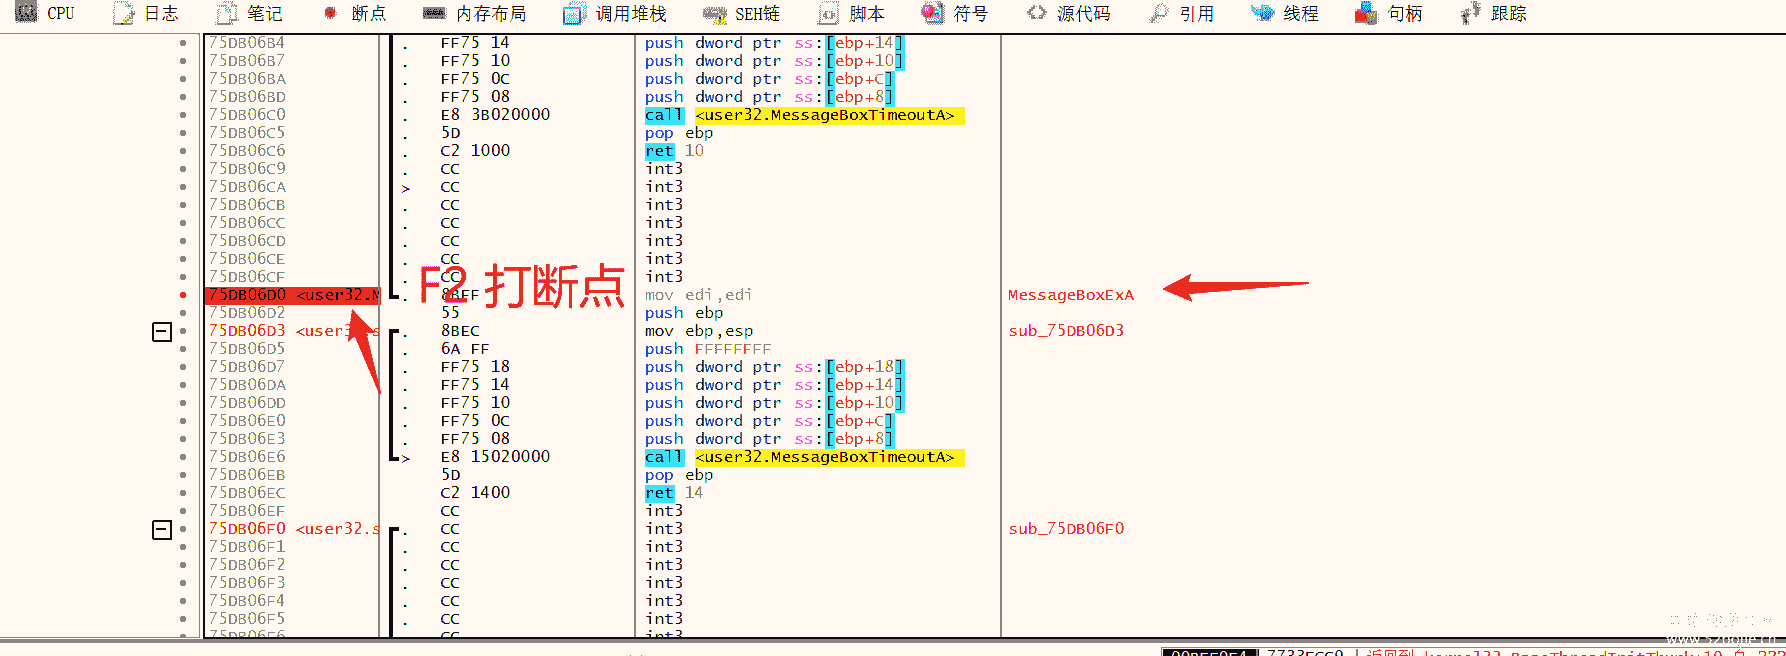 CPU 日志 笔记 断点 内存布局 调用堆栈 SEH链 脚本 符号 源代码 引用 线程 句柄 跟踪
75DB06B4 . FF75 14 push dword ptr ss:[ebp+14]
75DB06B7 . FF75 10 push dword ptr ss:[ebp+10]
75DB06BA . FF75 0C push dword ptr ss:[ebp+C]
75DB06BD . FF75 08 push dword ptr ss:[ebp+8]
75DB06C0 . E8 3B020000 call <user32.MessageBoxTimeoutA>
75DB06C5 . 5D pop ebp
75DB06C6 . C2 1000 ret 10
75DB06C9 . CC int3
75DB06CA > CC int3
75DB06CB . CC int3
75DB06CC . CC int3
75DB06CD . CC int3
75DB06CE . CC int3
75DB06CF . CC int3
F2 打断点
75DB06D0 <user32.M . 8BFF mov edi,edi MessageBoxExA
75DB06D2 . 55 push ebp
75DB06D3 <user32.s . 8BEC mov ebp,esp sub_75DB06D3
75DB06D5 . 6A FF push FFFFFFFF
75DB06D7 . FF75 18 push dword ptr ss:[ebp+18]
75DB06DA . FF75 14 push dword ptr ss:[ebp+14]
75DB06DD . FF75 10 push dword ptr ss:[ebp+10]
75DB06E0 . FF75 0C push dword ptr ss:[ebp+C]
75DB06E3 . FF75 08 push dword ptr ss:[ebp+8]
75DB06E6 > E8 15020000 call <user32.MessageBoxTimeoutA>
75DB06EB . 5D pop ebp
75DB06EC . C2 1400 ret 14
75DB06EF . CC int3
75DB06F0 <user32.s . CC int3 sub_75DB06F0
75DB06F1 . CC int3
75DB06F2 . CC int3
75DB06F3 . CC int3
75DB06F4 . CC int3
75DB06F5 . CC int3
75DB06F6 CC int3